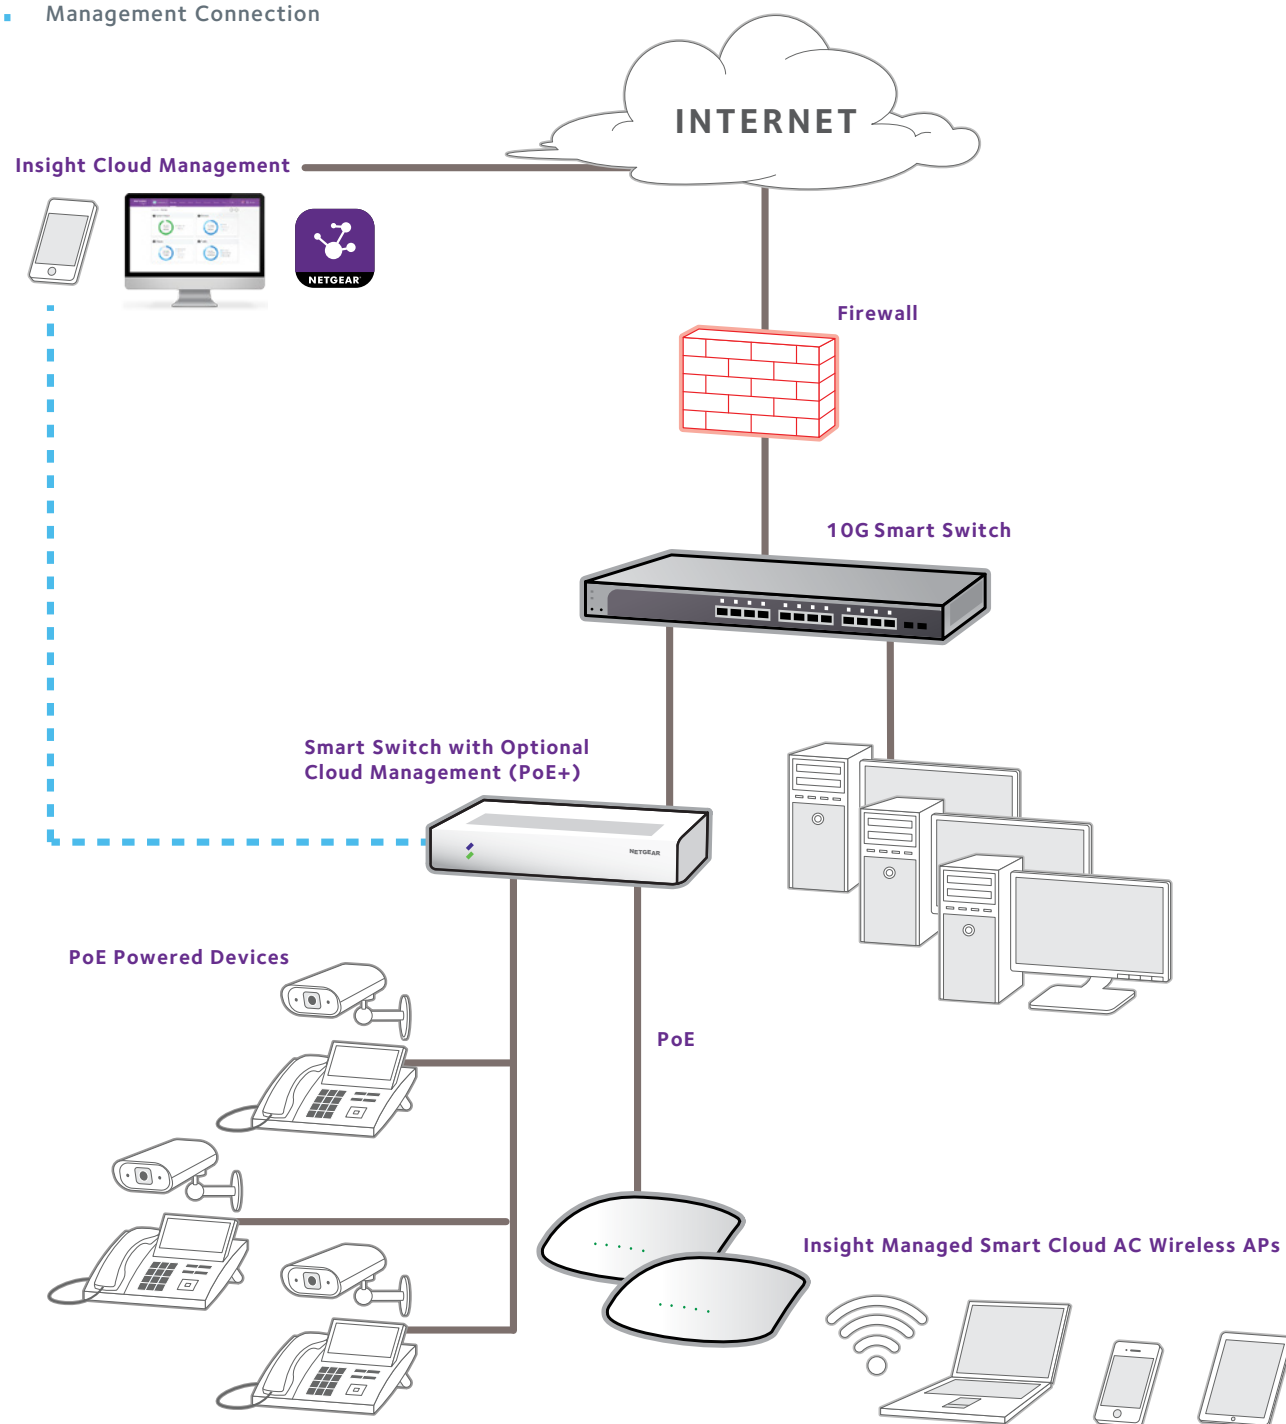 Management Connection
INTERNET
Insight Cloud Management
NETGEAR
Firewall
10G Smart Switch
Smart Switch with Optional
Cloud Management (PoE+)
NETGEAR
PoE Powered Devices
PoE
Insight Managed Smart Cloud AC Wireless APs